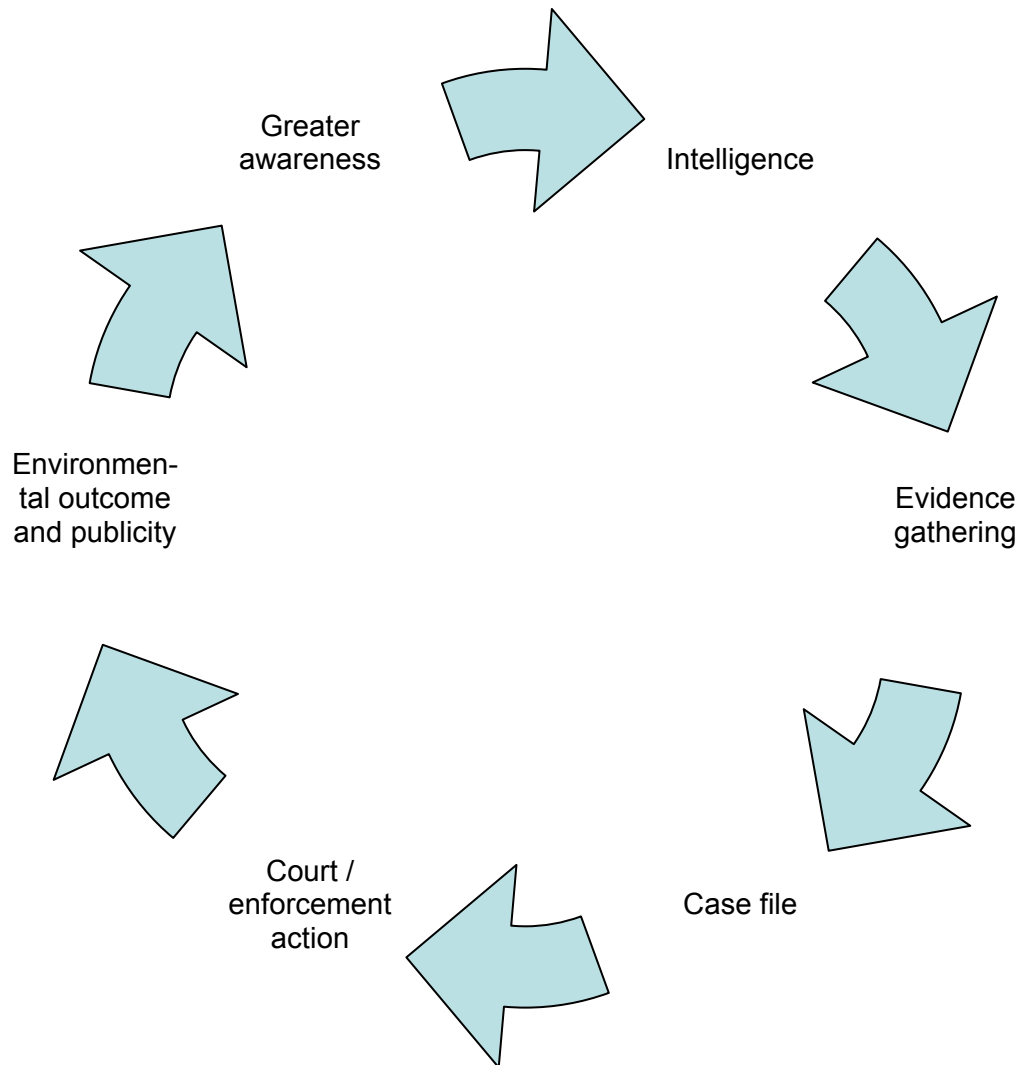 Greater
awareness
Intelligence
Evidence
gathering
Case file
Court /
enforcement
action
Environmen-
tal outcome
and publicity